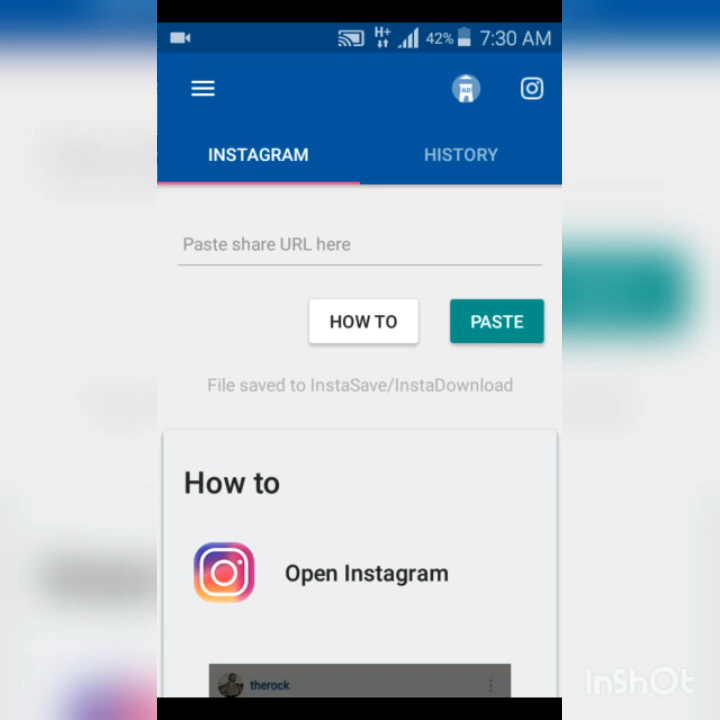 H+ 42% 7:30 AM
AD
INSTAGRAM HISTORY
Paste share URL here
HOW TO PASTE
File saved to InstaSave/InstaDownload
How to
Open Instagram
therock
InShOt